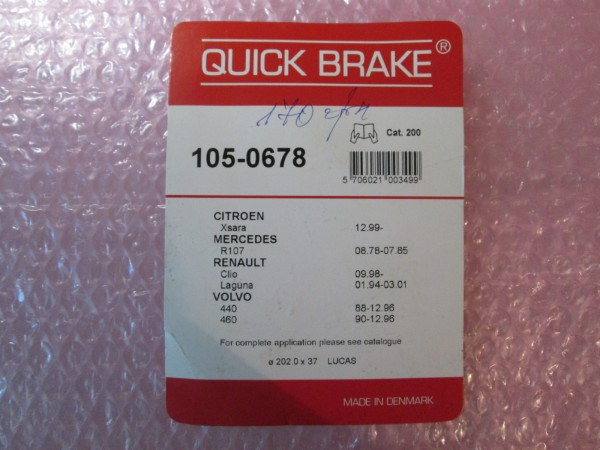 QUICK BRAKE®
170 грн
Cat. 200
105-0678
5 706021 003499
CITROEN
Xsara 12.99-
MERCEDES
R107 08.78-07.85
RENAULT
Clio 09.98-
Laguna 01.94-03.01
VOLVO
440 88-12.96
460 90-12.96
For complete application please see catalogue
ø 202.0 x 37 LUCAS
MADE IN DENMARK